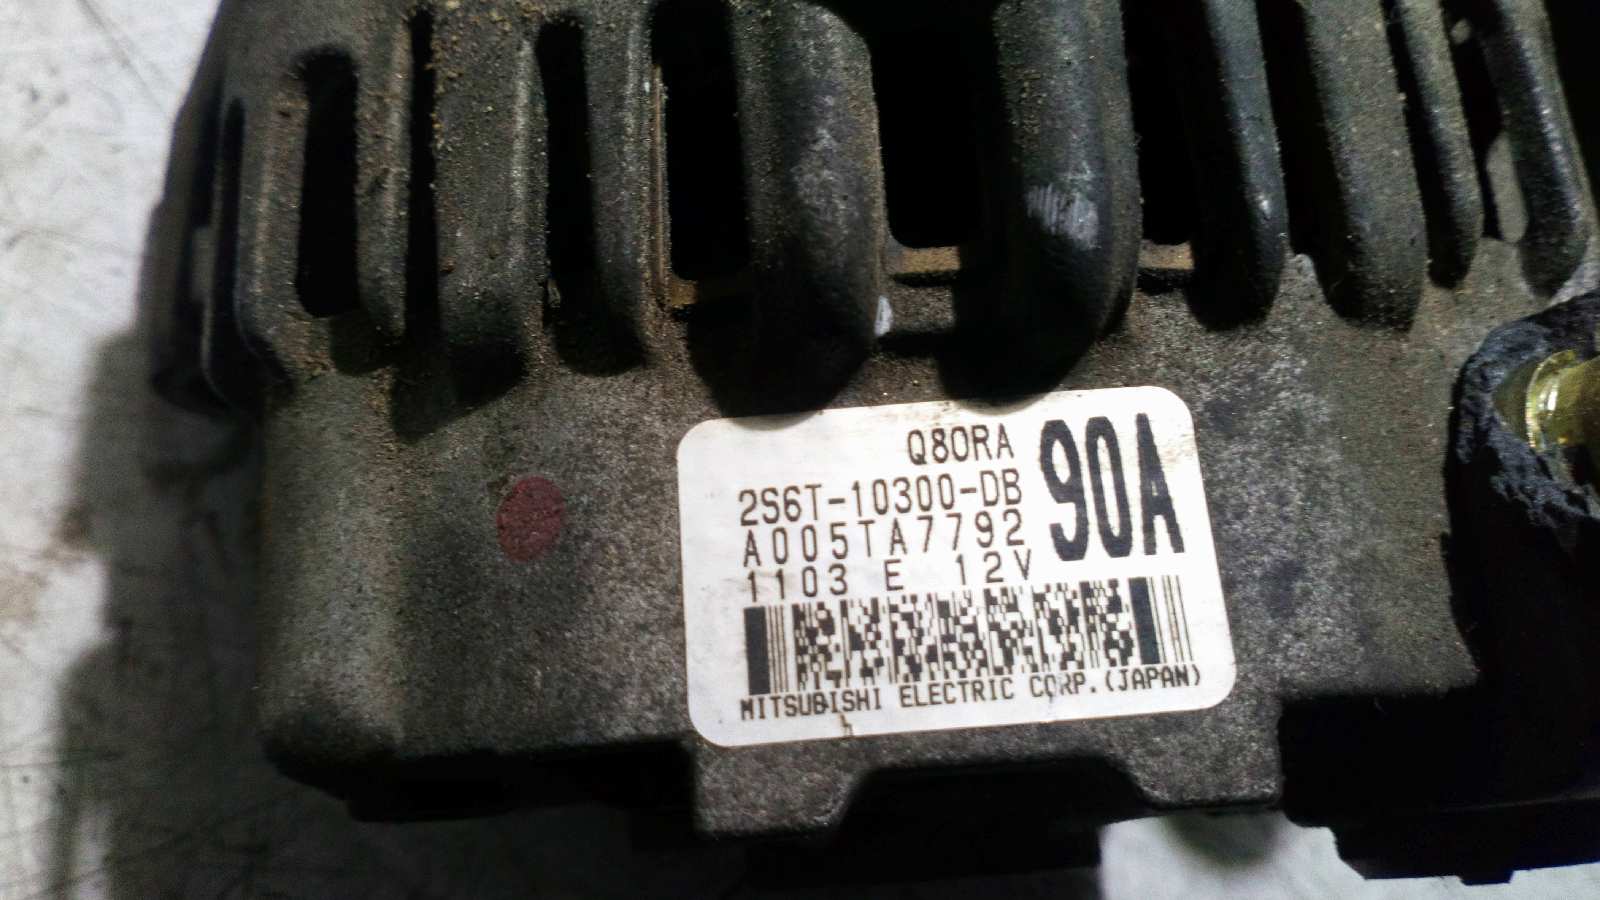 Q80RA
2S6T-10300-DB 90A
A005TA7792
1103 E 12V
MITSUBISHI ELECTRIC CORP.(JAPAN)